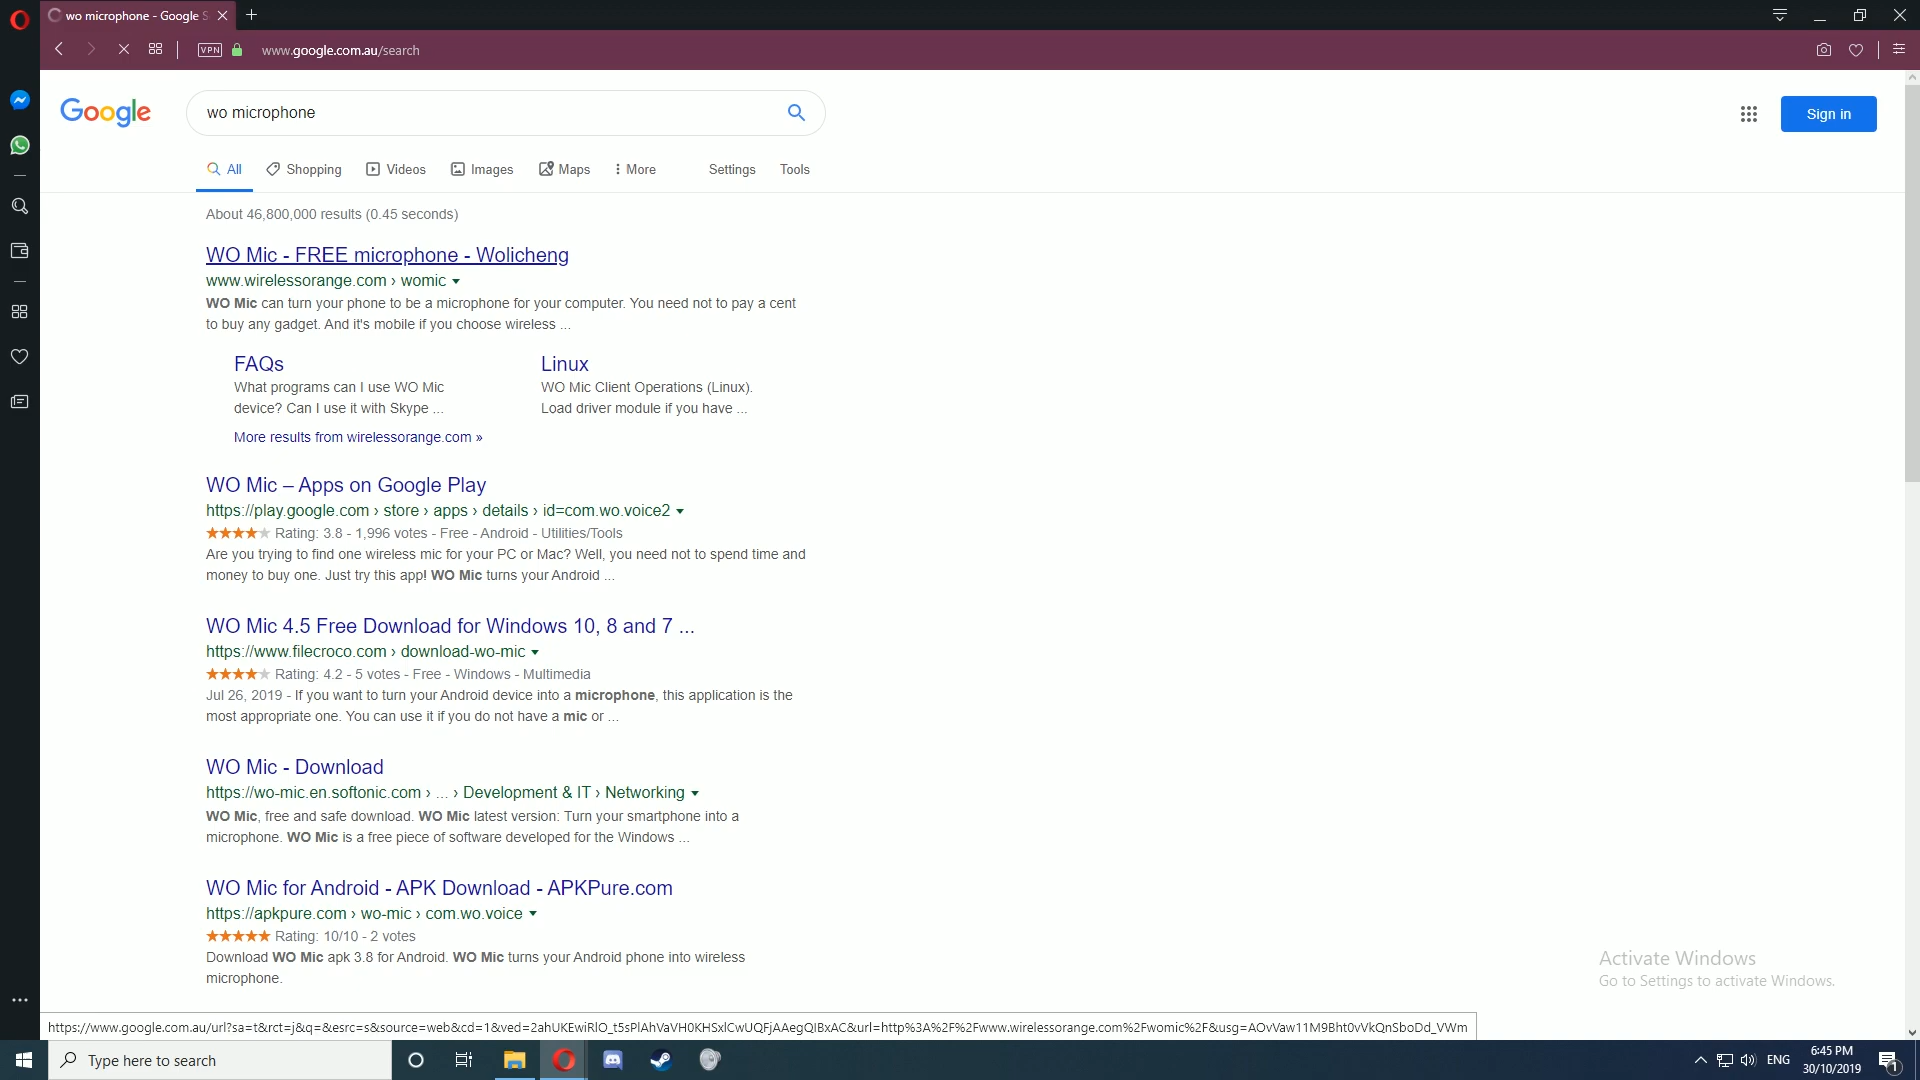 wo microphone - Google S
VPN
www.google.com.au/search
Google
wo microphone
Sign in
All
Shopping
Videos
Images
Maps
More
Settings
Tools
About 46,800,000 results (0.45 seconds)
WO Mic - FREE microphone - Wolicheng
www.wirelessorange.com › womic
WO Mic can turn your phone to be a microphone for your computer. You need not to pay a cent
to buy any gadget. And it's mobile if you choose wireless ...
FAQs
What programs can I use WO Mic
device? Can I use it with Skype ...
Linux
WO Mic Client Operations (Linux).
Load driver module if you have ...
More results from wirelessorange.com »
WO Mic – Apps on Google Play
https://play.google.com › store › apps › details › id=com.wo.voice2
Rating: 3.8 - 1,996 votes - Free - Android - Utilities/Tools
Are you trying to find one wireless mic for your PC or Mac? Well, you need not to spend time and
money to buy one. Just try this app! WO Mic turns your Android ...
WO Mic 4.5 Free Download for Windows 10, 8 and 7 ...
https://www.filecroco.com › download-wo-mic
Rating: 4.2 - 5 votes - Free - Windows - Multimedia
Jul 26, 2019 - If you want to turn your Android device into a microphone, this application is the
most appropriate one. You can use it if you do not have a mic or ...
WO Mic - Download
https://wo-mic.en.softonic.com › ... › Development & IT › Networking
WO Mic, free and safe download. WO Mic latest version: Turn your smartphone into a
microphone. WO Mic is a free piece of software developed for the Windows ...
WO Mic for Android - APK Download - APKPure.com
https://apkpure.com › wo-mic › com.wo.voice
Rating: 10/10 - 2 votes
Download WO Mic apk 3.8 for Android. WO Mic turns your Android phone into wireless
microphone.
Activate Windows
Go to Settings to activate Windows.
https://www.google.com.au/url?sa=t&rct=j&q=&esrc=s&source=web&cd=1&ved=2ahUKEwiRlO_t5sPlAhVaVH0KHSxlCwUQFjAAegQIBxAC&url=http%3A%2F%2Fwww.wirelessorange.com%2Fwomic%2F&usg=AOvVaw11M9Bht0vVkQnSboDd_VWm
Type here to search
ENG
6:45 PM
30/10/2019
1